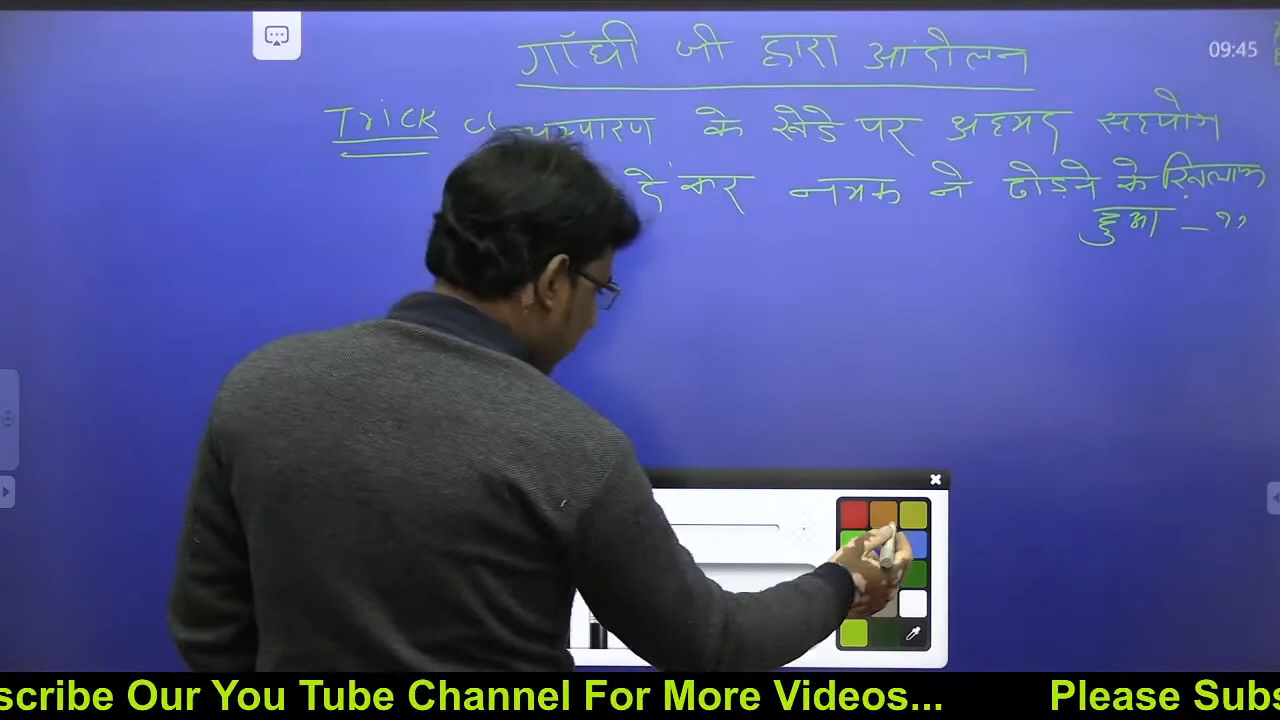 09:45
गाँधी जी द्वारा आंदोलन
Trick चम्पारण के खेडे पर अहमद सहयोग
दे कर नमक ने छोड़ने के खिलाफ
हुआ - ”
scribe Our You Tube Channel For More Videos... Please Subs